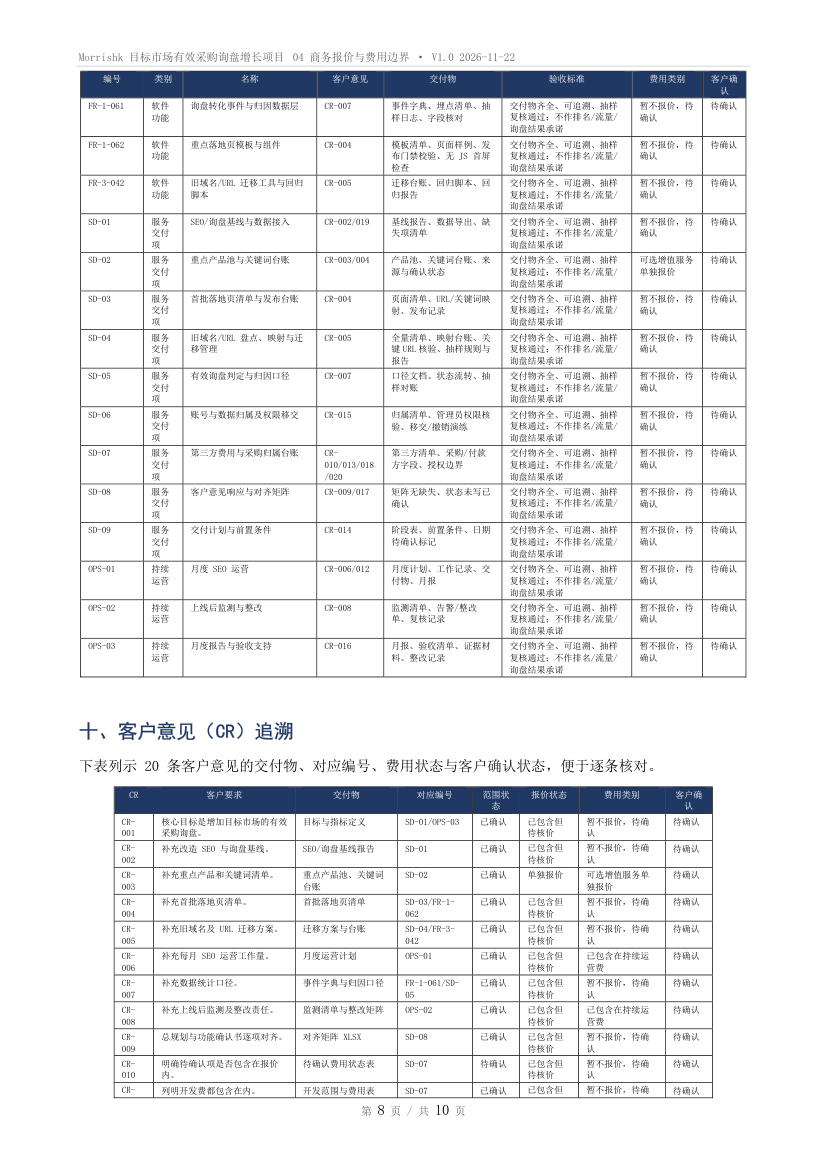 Morrishk 目标市场有效采购询盘增长项目 04 商务报价与费用边界 • V1.0 2026-11-22
编号 类别 名称 客户意见 交付物 验收标准 费用类别 客户确认
FR-1-061 软件功能 询盘转化事件与归因数据层 CR-007 事件字典、埋点清单、抽样日志、字段核对 交付物齐全、可追溯、抽样复核通过；不作排名/流量/询盘结果承诺 暂不报价，待确认 待确认
FR-1-062 软件功能 重点落地页模板与组件 CR-004 模板清单、页面样例、发布门禁校验、无 JS 首屏检查 交付物齐全、可追溯、抽样复核通过；不作排名/流量/询盘结果承诺 暂不报价，待确认 待确认
FR-3-042 软件功能 旧域名/URL 迁移工具与回归脚本 CR-005 迁移台账、回归脚本、回归报告 交付物齐全、可追溯、抽样复核通过；不作排名/流量/询盘结果承诺 暂不报价，待确认 待确认
SD-01 服务交付项 SEO/询盘基线与数据接入 CR-002/019 基线报告、数据导出、缺失项清单 交付物齐全、可追溯、抽样复核通过；不作排名/流量/询盘结果承诺 暂不报价，待确认 待确认
SD-02 服务交付项 重点产品池与关键词台账 CR-003/004 产品池、关键词台账、来源与确认状态 交付物齐全、可追溯、抽样复核通过；不作排名/流量/询盘结果承诺 可选增值服务单独报价 待确认
SD-03 服务交付项 首批落地页清单与发布台账 CR-004 页面清单、URL/关键词映射、发布记录 交付物齐全、可追溯、抽样复核通过；不作排名/流量/询盘结果承诺 暂不报价，待确认 待确认
SD-04 服务交付项 旧域名/URL 盘点、映射与迁移管理 CR-005 全量清单、映射台账、关键 URL 核验、抽样规则与报告 交付物齐全、可追溯、抽样复核通过；不作排名/流量/询盘结果承诺 暂不报价，待确认 待确认
SD-05 服务交付项 有效询盘判定与归因口径 CR-007 口径文档、状态流转、抽样对账 交付物齐全、可追溯、抽样复核通过；不作排名/流量/询盘结果承诺 暂不报价，待确认 待确认
SD-06 服务交付项 账号与数据归属及权限移交 CR-015 归属清单、管理员权限核验、移交/撤销演练 交付物齐全、可追溯、抽样复核通过；不作排名/流量/询盘结果承诺 暂不报价，待确认 待确认
SD-07 服务交付项 第三方费用与采购归属台账 CR-010/013/018/020 第三方清单、采购/付款方字段、授权边界 交付物齐全、可追溯、抽样复核通过；不作排名/流量/询盘结果承诺 暂不报价，待确认 待确认
SD-08 服务交付项 客户意见响应与对齐矩阵 CR-009/017 矩阵无缺失、状态未写已确认 交付物齐全、可追溯、抽样复核通过；不作排名/流量/询盘结果承诺 暂不报价，待确认 待确认
SD-09 服务交付项 交付计划与前置条件 CR-014 阶段表、前置条件、日期待确认标记 交付物齐全、可追溯、抽样复核通过；不作排名/流量/询盘结果承诺 暂不报价，待确认 待确认
OPS-01 持续运营 月度 SEO 运营 CR-006/012 月度计划、工作记录、交付物、月报 交付物齐全、可追溯、抽样复核通过；不作排名/流量/询盘结果承诺 暂不报价，待确认 待确认
OPS-02 持续运营 上线后监测与整改 CR-008 监测清单、告警/整改单、复核记录 交付物齐全、可追溯、抽样复核通过；不作排名/流量/询盘结果承诺 暂不报价，待确认 待确认
OPS-03 持续运营 月度报告与验收支持 CR-016 月报、验收清单、证据材料、整改记录 交付物齐全、可追溯、抽样复核通过；不作排名/流量/询盘结果承诺 暂不报价，待确认 待确认
十、客户意见（CR）追溯
下表列示 20 条客户意见的交付物、对应编号、费用状态与客户确认状态，便于逐条核对。
CR 客户要求 交付物 对应编号 范围状态 报价状态 费用类别 客户确认
CR-001 核心目标是增加目标市场的有效采购询盘。 目标与指标定义 SD-01/OPS-03 已确认 已包含但待核价 暂不报价，待确认 待确认
CR-002 补充改造 SEO 与询盘基线。 SEO/询盘基线报告 SD-01 已确认 已包含但待核价 暂不报价，待确认 待确认
CR-003 补充重点产品和关键词清单。 重点产品池、关键词台账 SD-02 已确认 单独报价 可选增值服务单独报价 待确认
CR-004 补充首批落地页清单。 首批落地页清单 SD-03/FR-1-062 已确认 已包含但待核价 暂不报价，待确认 待确认
CR-005 补充旧域名及 URL 迁移方案。 迁移方案与台账 SD-04/FR-3-042 已确认 已包含但待核价 暂不报价，待确认 待确认
CR-006 补充每月 SEO 运营工作量。 月度运营计划 OPS-01 已确认 已包含但待核价 已包含在持续运营费 待确认
CR-007 补充数据统计口径。 事件字典与归因口径 FR-1-061/SD-05 已确认 已包含但待核价 暂不报价，待确认 待确认
CR-008 补充上线后监测及整改责任。 监测清单与整改矩阵 OPS-02 已确认 已包含但待核价 已包含在持续运营费 待确认
CR-009 总规划与功能确认书逐项对齐。 对齐矩阵 XLSX SD-08 已确认 已包含但待核价 暂不报价，待确认 待确认
CR-010 明确待确认项是否包含在报价内。 待确认费用状态表 SD-07 待确认 已包含但待核价 暂不报价，待确认 待确认
CR- 列明开发费都包含在内。 开发范围与费用表 SD-07 已确认 已包含但 暂不报价，待确 待确认
第 8 页 / 共 10 页